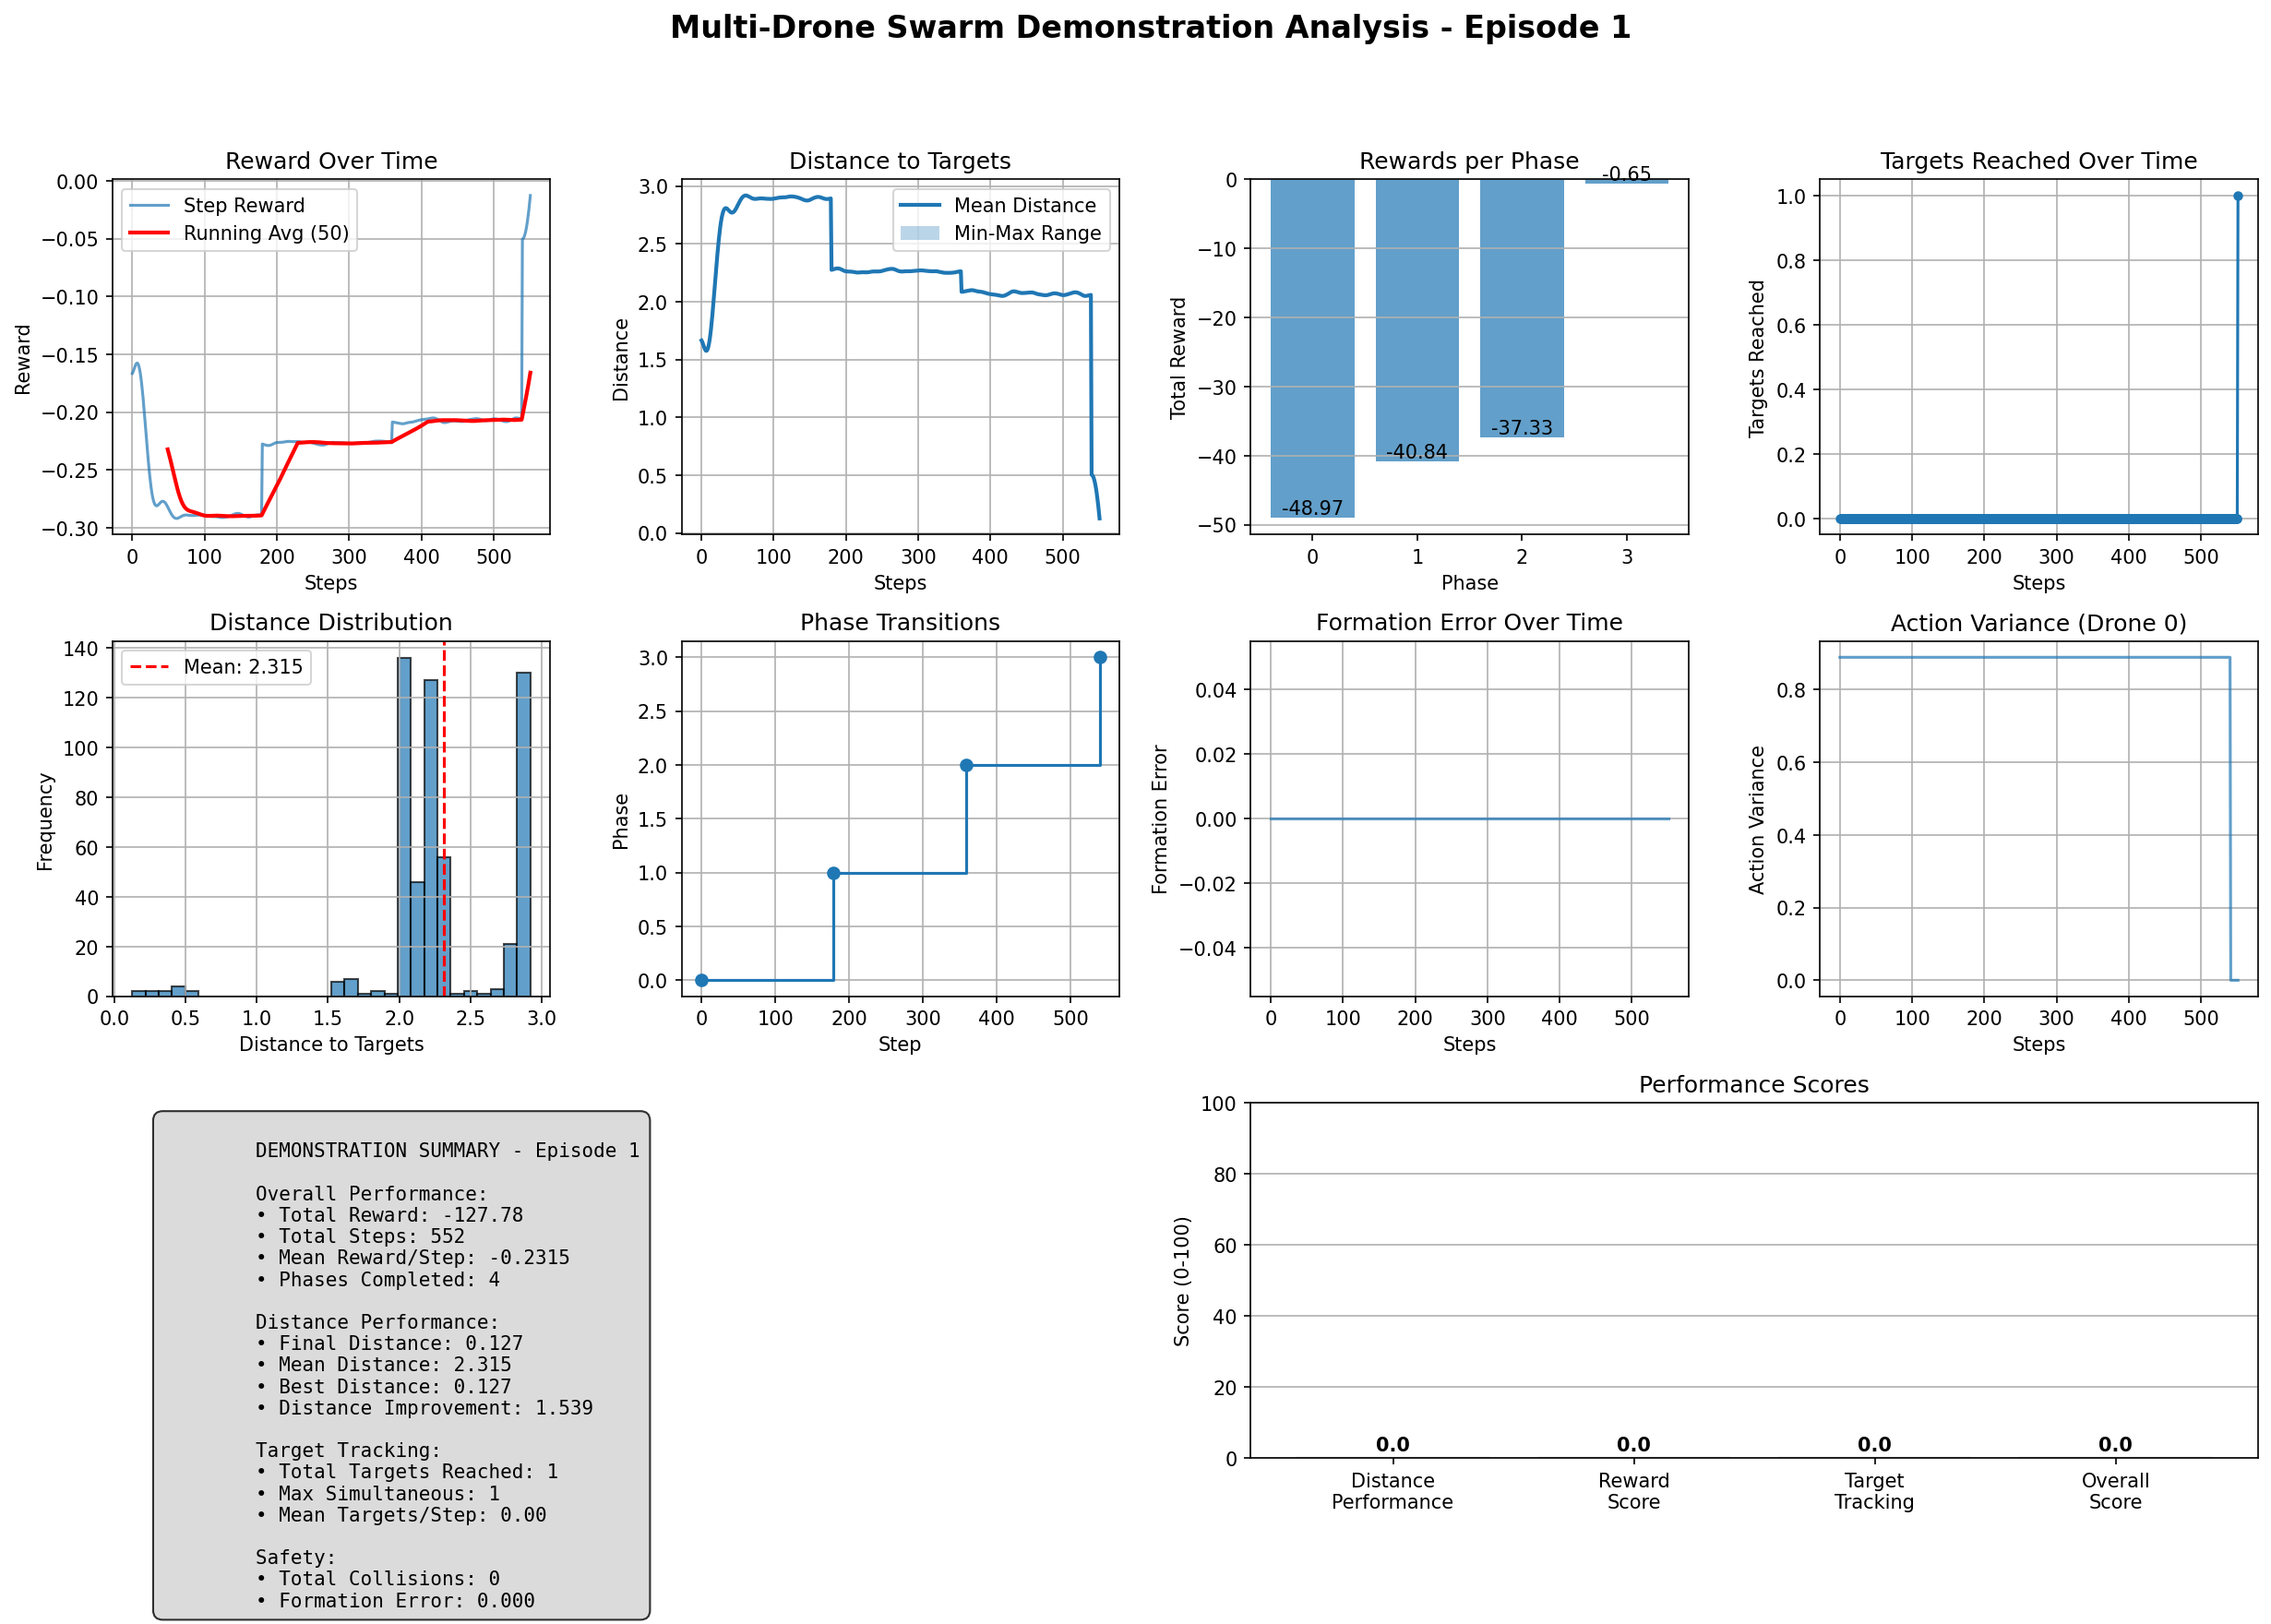 Multi-Drone Swarm Demonstration Analysis - Episode 1
Reward Over Time
0.00
−0.05
−0.10
−0.15
−0.20
−0.25
−0.30
Reward
Step Reward
Running Avg (50)
0 100 200 300 400 500
Steps
Distance to Targets
3.0
2.5
2.0
1.5
1.0
0.5
0.0
Distance
Mean Distance
Min-Max Range
0 100 200 300 400 500
Steps
Rewards per Phase
0
−10
−20
−30
−40
−50
Total Reward
-48.97
-40.84
-37.33
-0.65
0 1 2 3
Phase
Targets Reached Over Time
1.0
0.8
0.6
0.4
0.2
0.0
Targets Reached
0 100 200 300 400 500
Steps
Distance Distribution
140
120
100
80
60
40
20
0
Frequency
Mean: 2.315
0.0 0.5 1.0 1.5 2.0 2.5 3.0
Distance to Targets
Phase Transitions
3.0
2.5
2.0
1.5
1.0
0.5
0.0
Phase
0 100 200 300 400 500
Step
Formation Error Over Time
0.04
0.02
0.00
−0.02
−0.04
Formation Error
0 100 200 300 400 500
Steps
Action Variance (Drone 0)
0.8
0.6
0.4
0.2
0.0
Action Variance
0 100 200 300 400 500
Steps
DEMONSTRATION SUMMARY - Episode 1
Overall Performance:
• Total Reward: -127.78
• Total Steps: 552
• Mean Reward/Step: -0.2315
• Phases Completed: 4
Distance Performance:
• Final Distance: 0.127
• Mean Distance: 2.315
• Best Distance: 0.127
• Distance Improvement: 1.539
Target Tracking:
• Total Targets Reached: 1
• Max Simultaneous: 1
• Mean Targets/Step: 0.00
Safety:
• Total Collisions: 0
• Formation Error: 0.000
Performance Scores
100
80
60
40
20
0
Score (0-100)
0.0 0.0 0.0 0.0
Distance
Performance
Reward
Score
Target
Tracking
Overall
Score